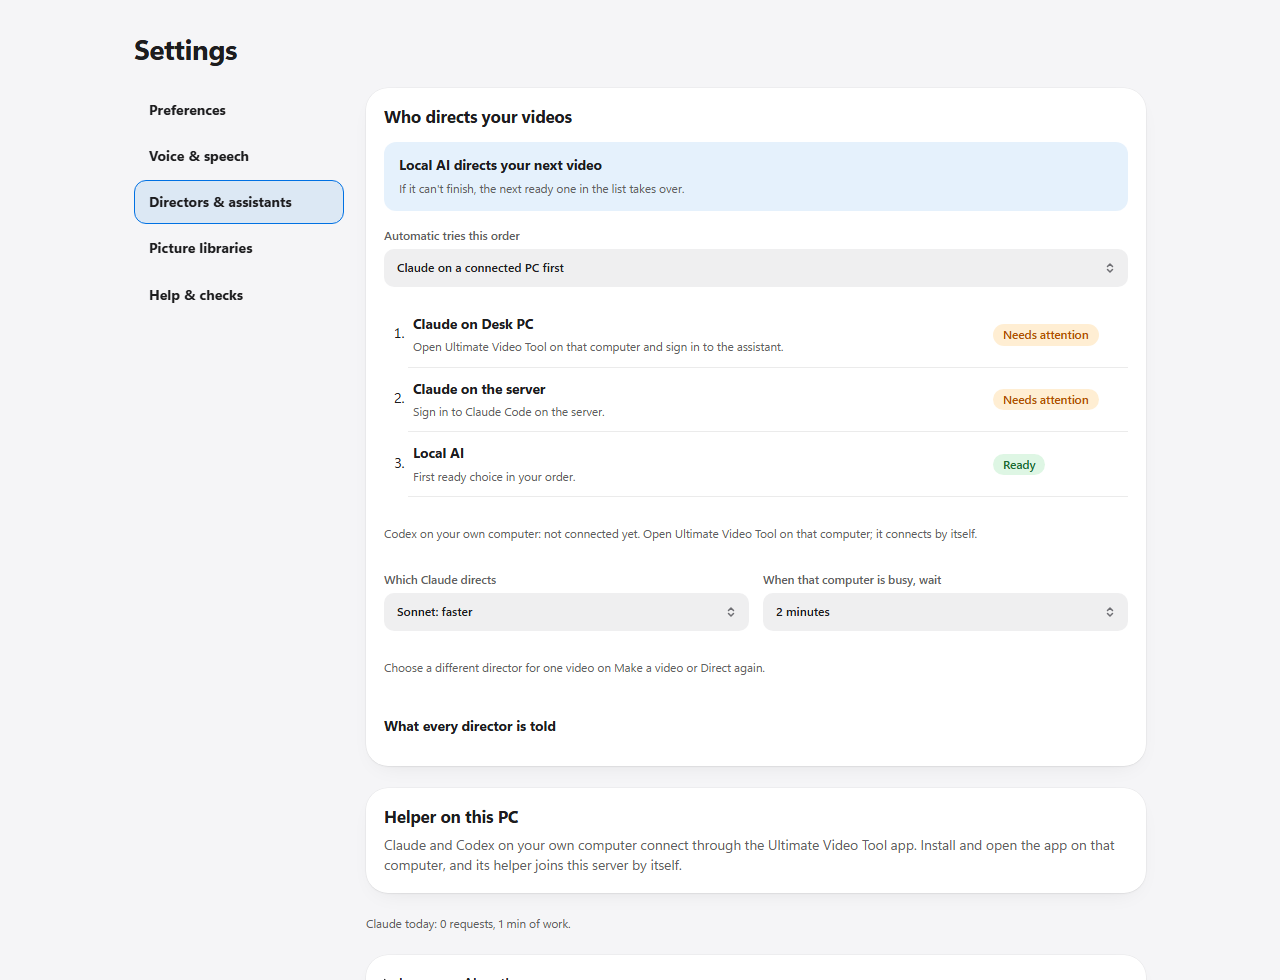 Settings
Preferences
Voice & speech
Directors & assistants
Picture libraries
Help & checks
Who directs your videos
Local AI directs your next video
If it can't finish, the next ready one in the list takes over.
Automatic tries this order
Claude on a connected PC first
1. Claude on Desk PC
Open Ultimate Video Tool on that computer and sign in to the assistant.
Needs attention
2. Claude on the server
Sign in to Claude Code on the server.
Needs attention
3. Local AI
First ready choice in your order.
Ready
Codex on your own computer: not connected yet. Open Ultimate Video Tool on that computer; it connects by itself.
Which Claude directs
Sonnet: faster
When that computer is busy, wait
2 minutes
Choose a different director for one video on Make a video or Direct again.
What every director is told
Helper on this PC
Claude and Codex on your own computer connect through the Ultimate Video Tool app. Install and open the app on that
computer, and its helper joins this server by itself.
Claude today: 0 requests, 1 min of work.